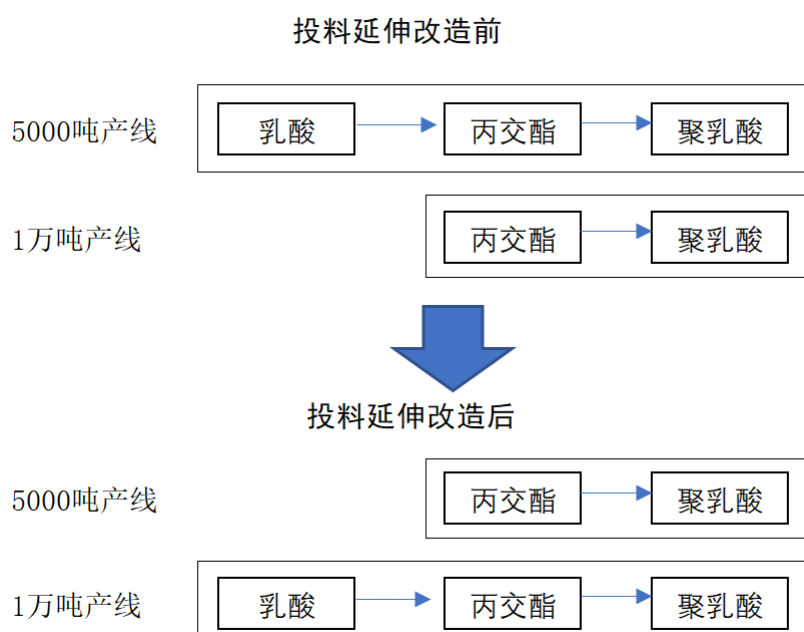 投料延伸改造前
5000吨产线 乳酸 丙交酯 聚乳酸
1万吨产线 丙交酯 聚乳酸
投料延伸改造后
5000吨产线 丙交酯 聚乳酸
1万吨产线 乳酸 丙交酯 聚乳酸